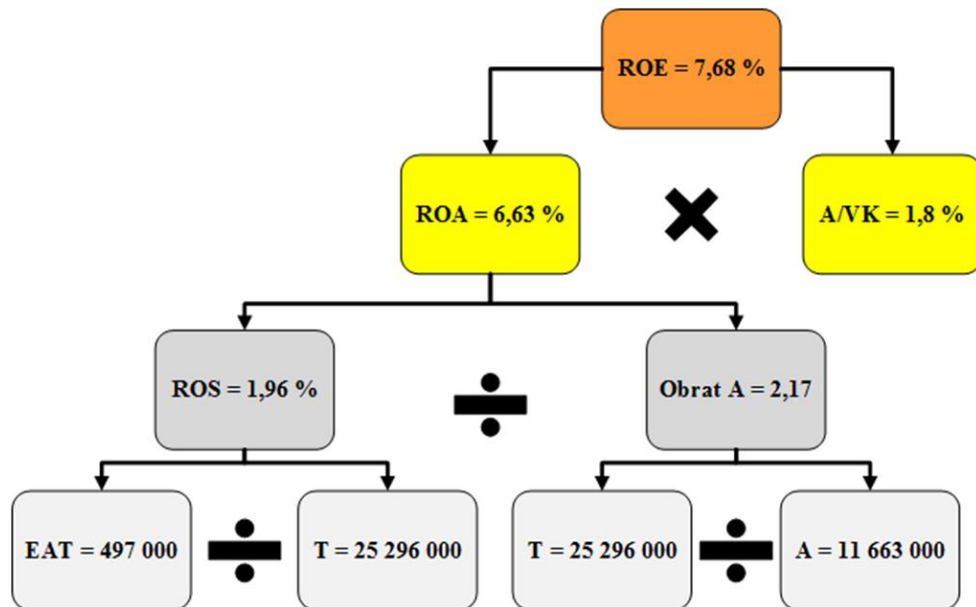 ROE = 7,68 %
ROA = 6,63 %
A/VK = 1,8 %
ROS = 1,96 %
Obrat A = 2,17
EAT = 497 000
T = 25 296 000
T = 25 296 000
A = 11 663 000